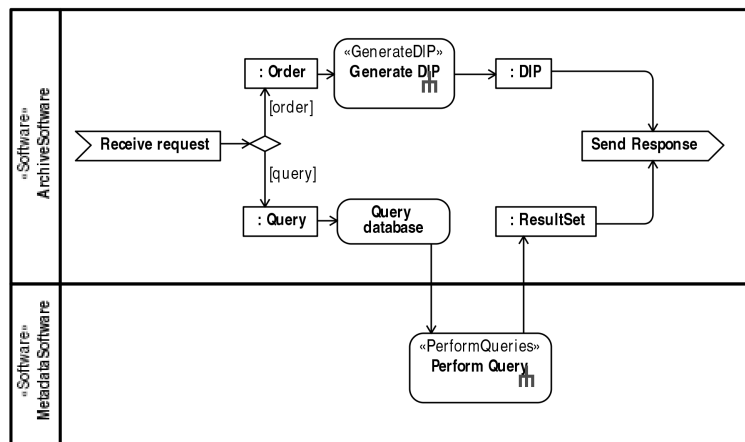 «Software»
ArchiveSoftware
Receive request
[order]
[query]
: Order
«GenerateDIP»
Generate DIP
: DIP
Send Response
: Query
Query
database
: ResultSet
«Software»
MetadataSoftware
«PerformQueries»
Perform Query